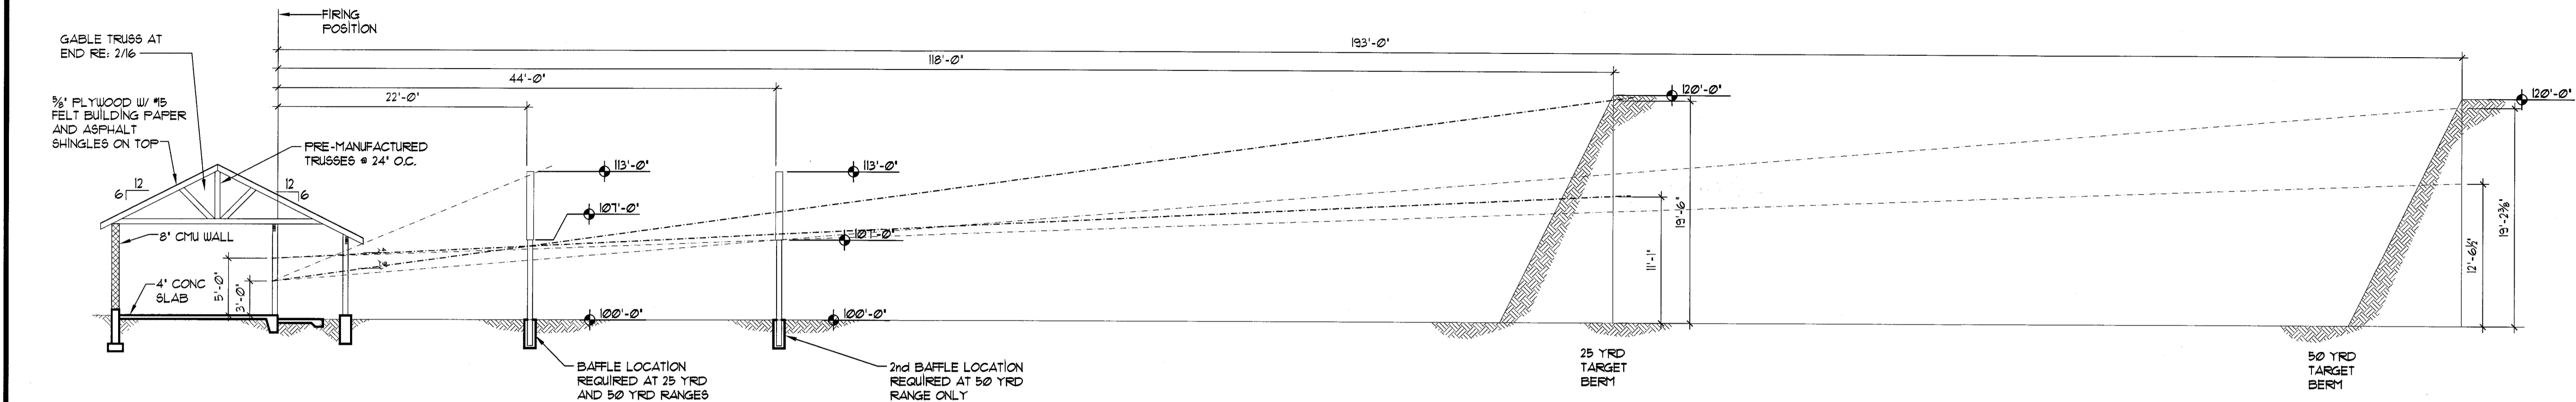 FIRING
POSITION
GABLE TRUSS AT
END RE: 2/16
193'-0"
118'-0"
44'-0"
22'-0"
5/8" PLYWOOD W/ #15
FELT BUILDING PAPER
AND ASPHALT
SHINGLES ON TOP
PRE-MANUFACTURED
TRUSSES @ 24" O.C.
12
6
12
6
113'-0"
113'-0"
120'-0"
120'-0"
107'-0"
107'-0"
8" CMU WALL
4" CONC
SLAB
5'-0"
3'-0"
11'-1"
19'-6"
12'-6½"
19'-2⅜"
100'-0"
100'-0"
BAFFLE LOCATION
REQUIRED AT 25 YRD
AND 50 YRD RANGES
2nd BAFFLE LOCATION
REQUIRED AT 50 YRD
RANGE ONLY
25 YRD
TARGET
BERM
50 YRD
TARGET
BERM